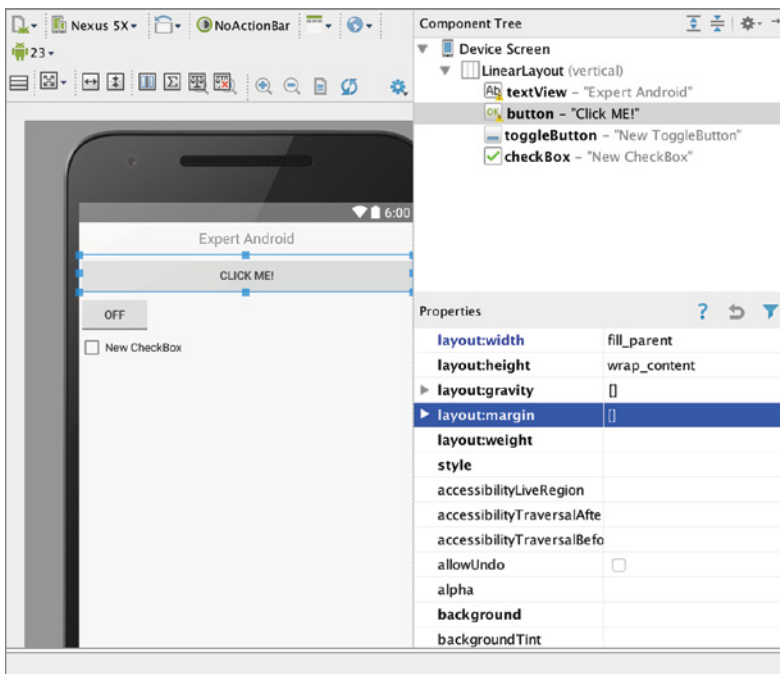 Nexus 5X
NoActionBar
23
6:00
Expert Android
CLICK ME!
OFF
New CheckBox
Component Tree
Device Screen
LinearLayout (vertical)
Ab textView - "Expert Android"
OK button - "Click ME!"
toggleButton - "New ToggleButton"
checkBox - "New CheckBox"
Properties ?
layout:width fill_parent
layout:height wrap_content
layout:gravity []
layout:margin []
layout:weight
style
accessibilityLiveRegion
accessibilityTraversalAfte
accessibilityTraversalBefo
allowUndo
alpha
background
backgroundTint